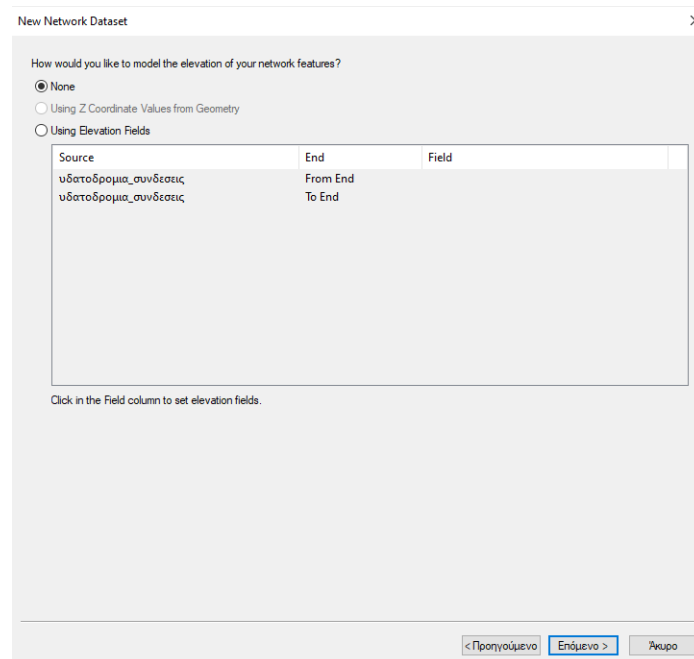 New Network Dataset
How would you like to model the elevation of your network features?
None
Using Z Coordinate Values from Geometry
Using Elevation Fields
Source End Field
υδατοδρομια_συνδεσεις From End
υδατοδρομια_συνδεσεις To End
Click in the Field column to set elevation fields.
< Προηγούμενο Επόμενο > Άκυρο